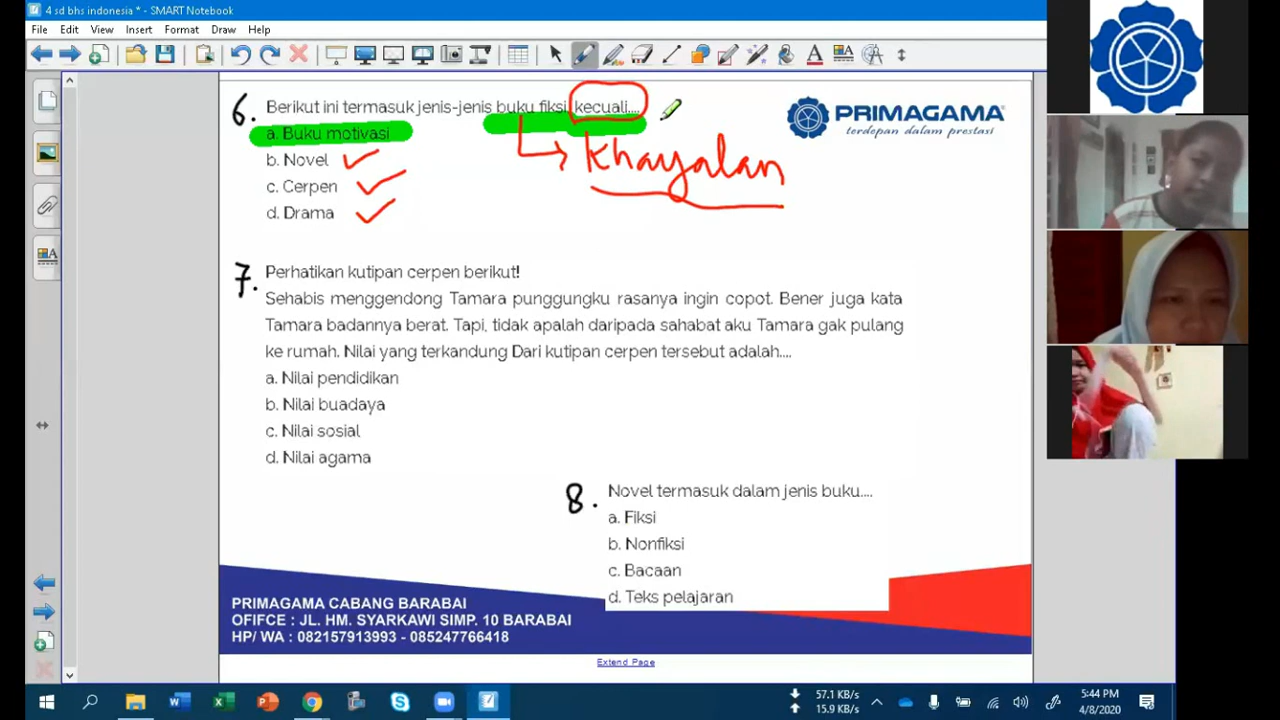 4 sd bhs indonesia * - SMART Notebook
File Edit View Insert Format Draw Help
6. Berikut ini termasuk jenis-jenis buku fiksi, kecuali....
a. Buku motivasi
b. Novel
c. Cerpen
d. Drama
khayalan
PRIMAGAMA
terdepan dalam prestasi
7. Perhatikan kutipan cerpen berikut!
Sehabis menggendong Tamara punggungku rasanya ingin copot. Bener juga kata
Tamara badannya berat. Tapi, tidak apalah daripada sahabat aku Tamara gak pulang
ke rumah. Nilai yang terkandung Dari kutipan cerpen tersebut adalah....
a. Nilai pendidikan
b. Nilai buadaya
c. Nilai sosial
d. Nilai agama
8. Novel termasuk dalam jenis buku....
a. Fiksi
b. Nonfiksi
c. Bacaan
d. Teks pelajaran
PRIMAGAMA CABANG BARABAI
OFIFCE : JL. HM. SYARKAWI SIMP. 10 BARABAI
HP/ WA : 082157913993 - 085247766418
Extend Page
57.1 KB/s
15.9 KB/s
5:44 PM
4/8/2020